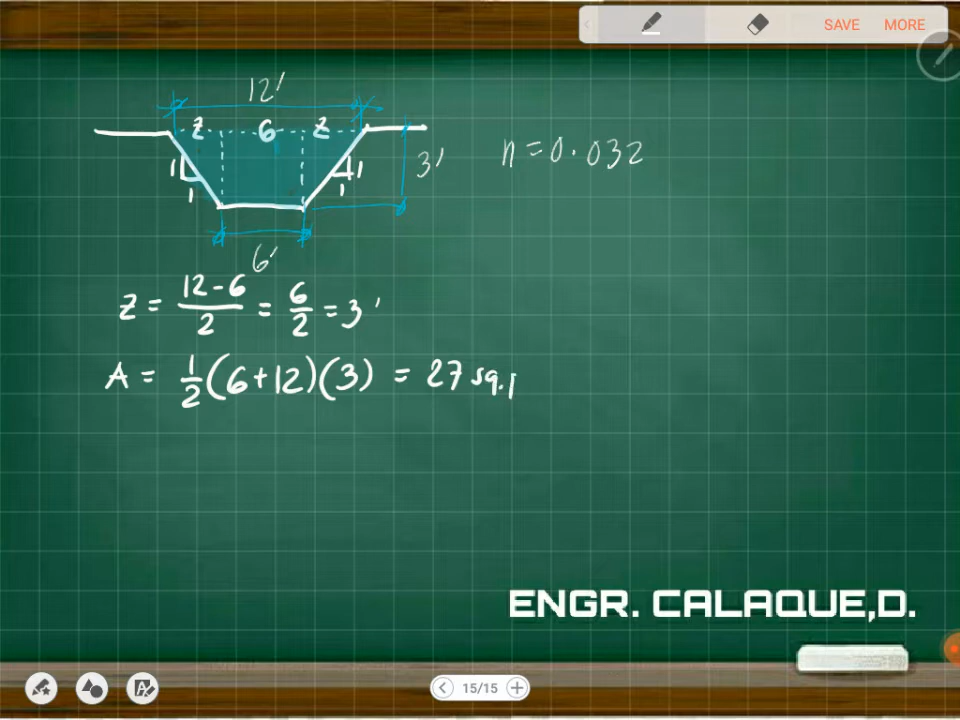 SAVE MORE
12'
z 6 z
1 1
1 1
3'
n = 0.032
6'
z = 12-6/2 = 6/2 = 3'
A = 1/2(6+12)(3) = 27 sq.
ENGR. CALAQUE,D.
A
15/15